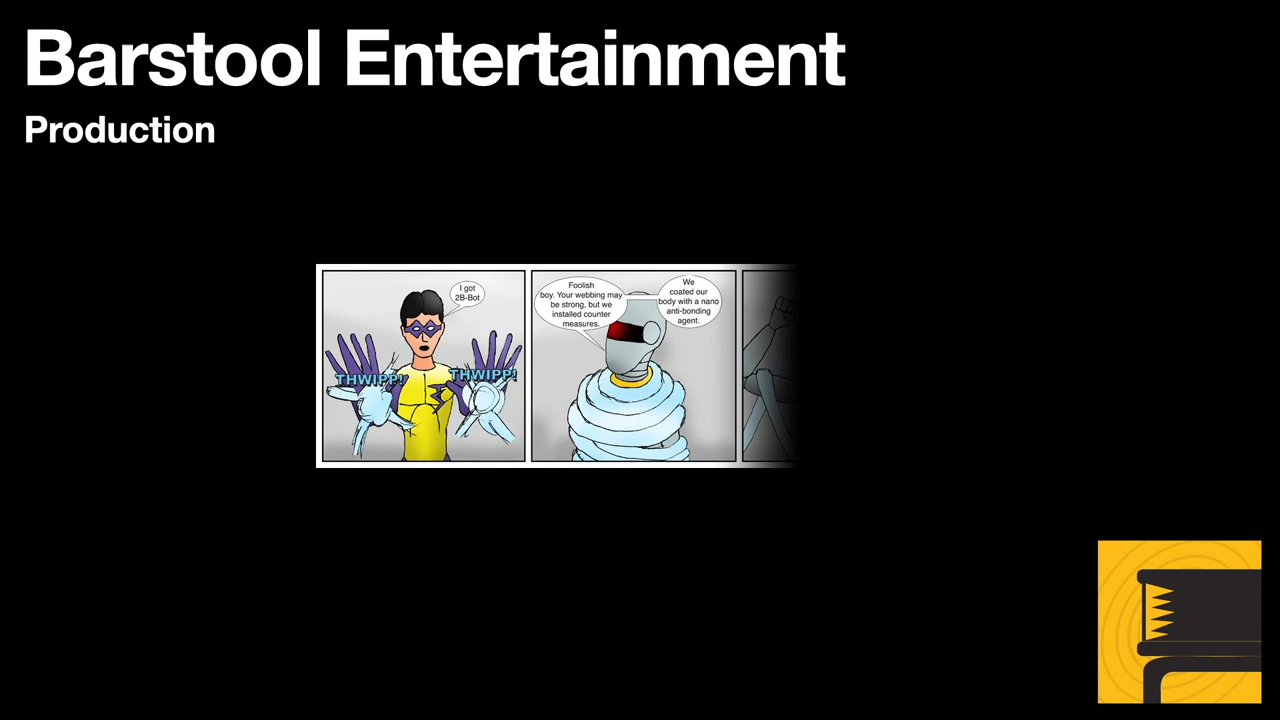 Barstool Entertainment
Production
I got
2B-Bot
THWIPP!
THWIPP!
Foolish
boy. Your webbing may
be strong, but we
installed counter
measures.
We
coated our
body with a nano
anti-bonding
agent.